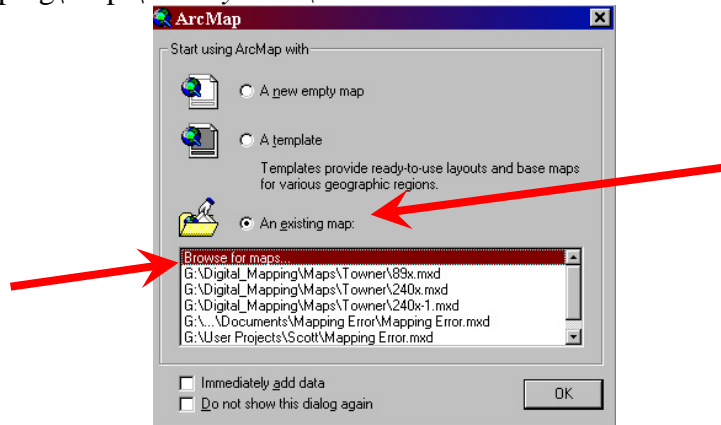 ArcMap
Start using ArcMap with
A new empty map
A template
Templates provide ready-to-use layouts and base maps
for various geographic regions.
An existing map:
Browse for maps...
G:\Digital_Mapping\Maps\Towner\89x.mxd
G:\Digital_Mapping\Maps\Towner\240x.mxd
G:\Digital_Mapping\Maps\Towner\240x-1.mxd
G:\...\Documents\Mapping Error\Mapping Error.mxd
G:\User Projects\Scott\Mapping Error.mxd
Immediately add data
Do not show this dialog again
OK